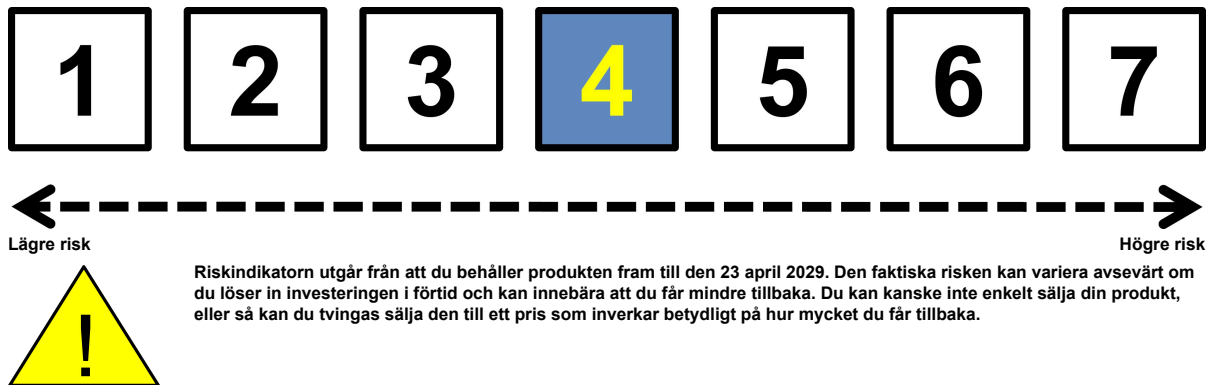 1 2 3 4 5 6 7
Lägre risk Högre risk
Riskindikatorn utgår från att du behåller produkten fram till den 23 april 2029. Den faktiska risken kan variera avsevärt om
du löser in investeringen i förtid och kan innebära att du får mindre tillbaka. Du kan kanske inte enkelt sälja din produkt,
eller så kan du tvingas sälja den till ett pris som inverkar betydligt på hur mycket du får tillbaka.
!